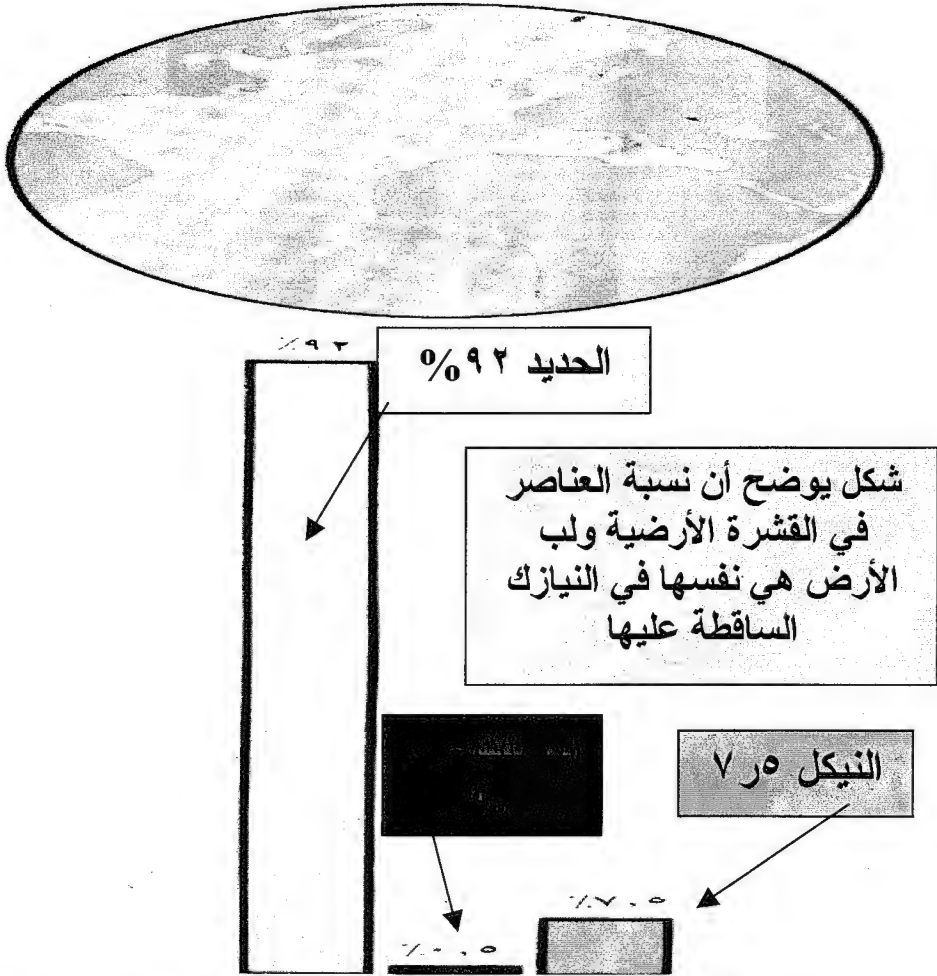 ٩٢٪
الحديد ٩٢%
شكل يوضح أن نسبة العناصر
في القشرة الأرضية ولب
الأرض هي نفسها في النيازك
الساقطة عليها
النيكل ٥ر٧
٧.٥٪
٠.٥٪